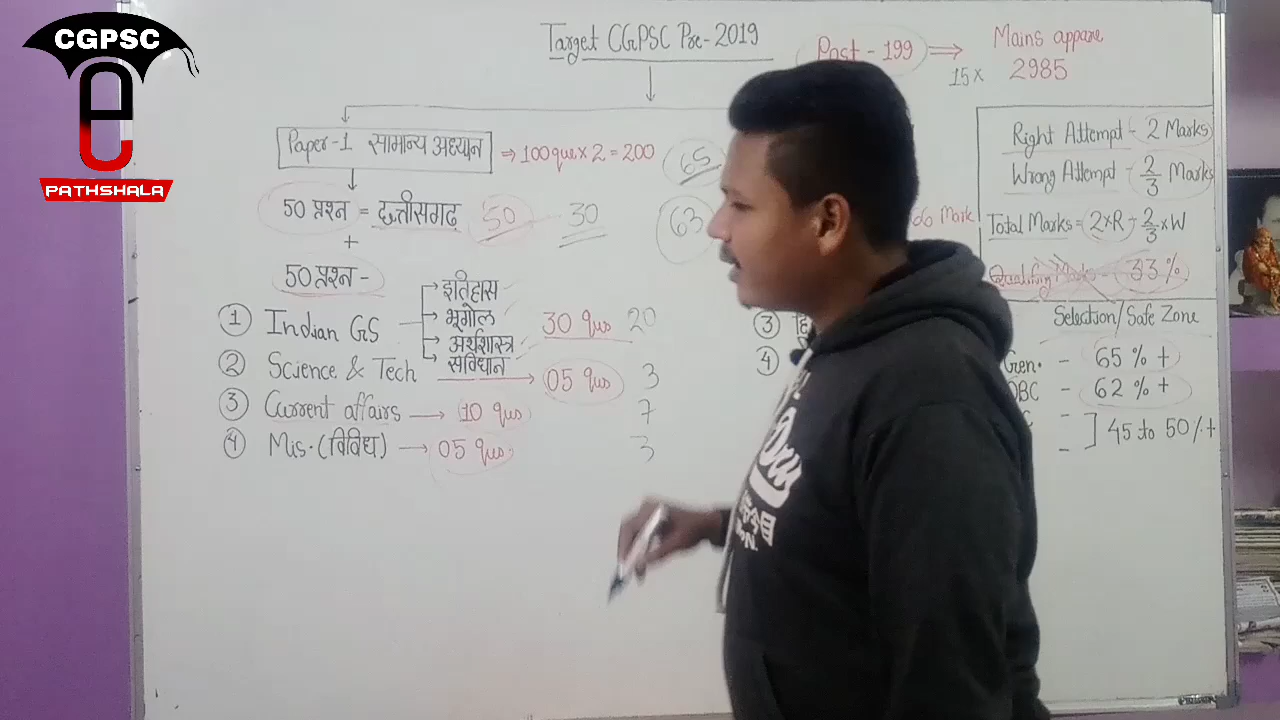 CGPSC
e
PATHSHALA
Target CGPSC Pre-2019
Post - 199 ⇒ Mains appare
15x 2985
Paper-1 सामान्य अध्यान ⇒ 100 que x 2 = 200 65
50 प्रश्न = छत्तीसगढ़ 50 30 63
+
50 प्रश्न -
① Indian GS
इतिहास
भूगोल
अर्थशास्त्र
संविधान
30 qus 20
② Science & Tech → 05 qus 3
③ Current affairs → 10 qus 7
④ Mis. (विविध) → 05 qus. 3
③
④
Right Attempt - 2 Marks
Wrong Attempt - 2/3 Marks
Mark
Total Marks = 2×R - 2/3×W
Qualifying Marks - 33%
Selection/Safe Zone
Gen. - 65% +
OBC - 62% +
- ] 45 to 50%+
-